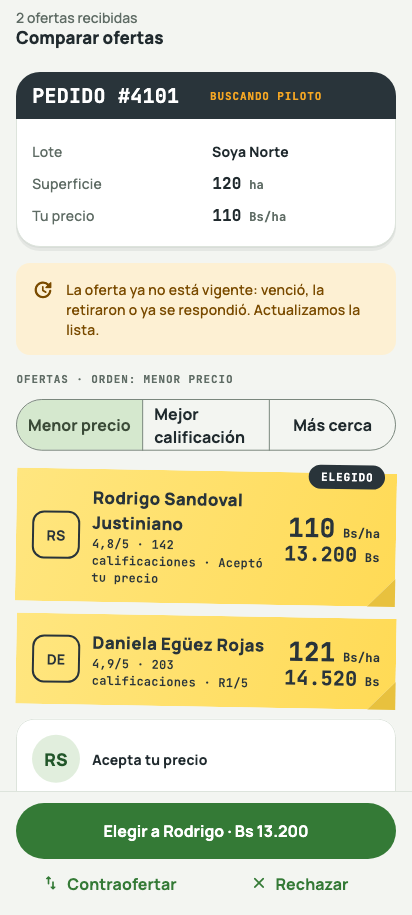 2 ofertas recibidas
Comparar ofertas
PEDIDO #4101 BUSCANDO PILOTO
Lote Soya Norte
Superficie 120 ha
Tu precio 110 Bs/ha
La oferta ya no está vigente: venció, la
retiraron o ya se respondió. Actualizamos la
lista.
OFERTAS · ORDEN: MENOR PRECIO
Menor precio
Mejor
calificación
Más cerca
ELEGIDO
RS
Rodrigo Sandoval
Justiniano
4,8/5 · 142
calificaciones · Aceptó
tu precio
110 Bs/ha
13.200 Bs
DE
Daniela Egüez Rojas
4,9/5 · 203
calificaciones · R1/5
121 Bs/ha
14.520 Bs
RS
Acepta tu precio
Elegir a Rodrigo · Bs 13.200
Contraofertar
Rechazar